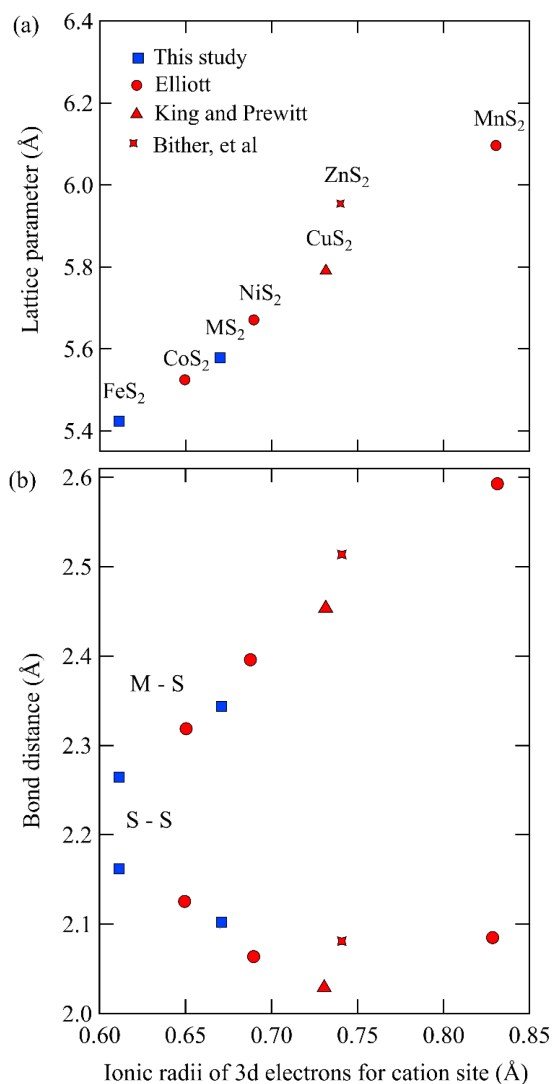 (a)
6.4
6.2
6.0
5.8
5.6
5.4
Lattice parameter (Å)
This study
Elliott
King and Prewitt
Bither, et al
MnS2
ZnS2
CuS2
NiS2
MS2
CoS2
FeS2
(b)
2.6
2.5
2.4
2.3
2.2
2.1
2.0
Bond distance (Å)
M - S
S - S
0.60 0.65 0.70 0.75 0.80 0.85
Ionic radii of 3d electrons for cation site (Å)